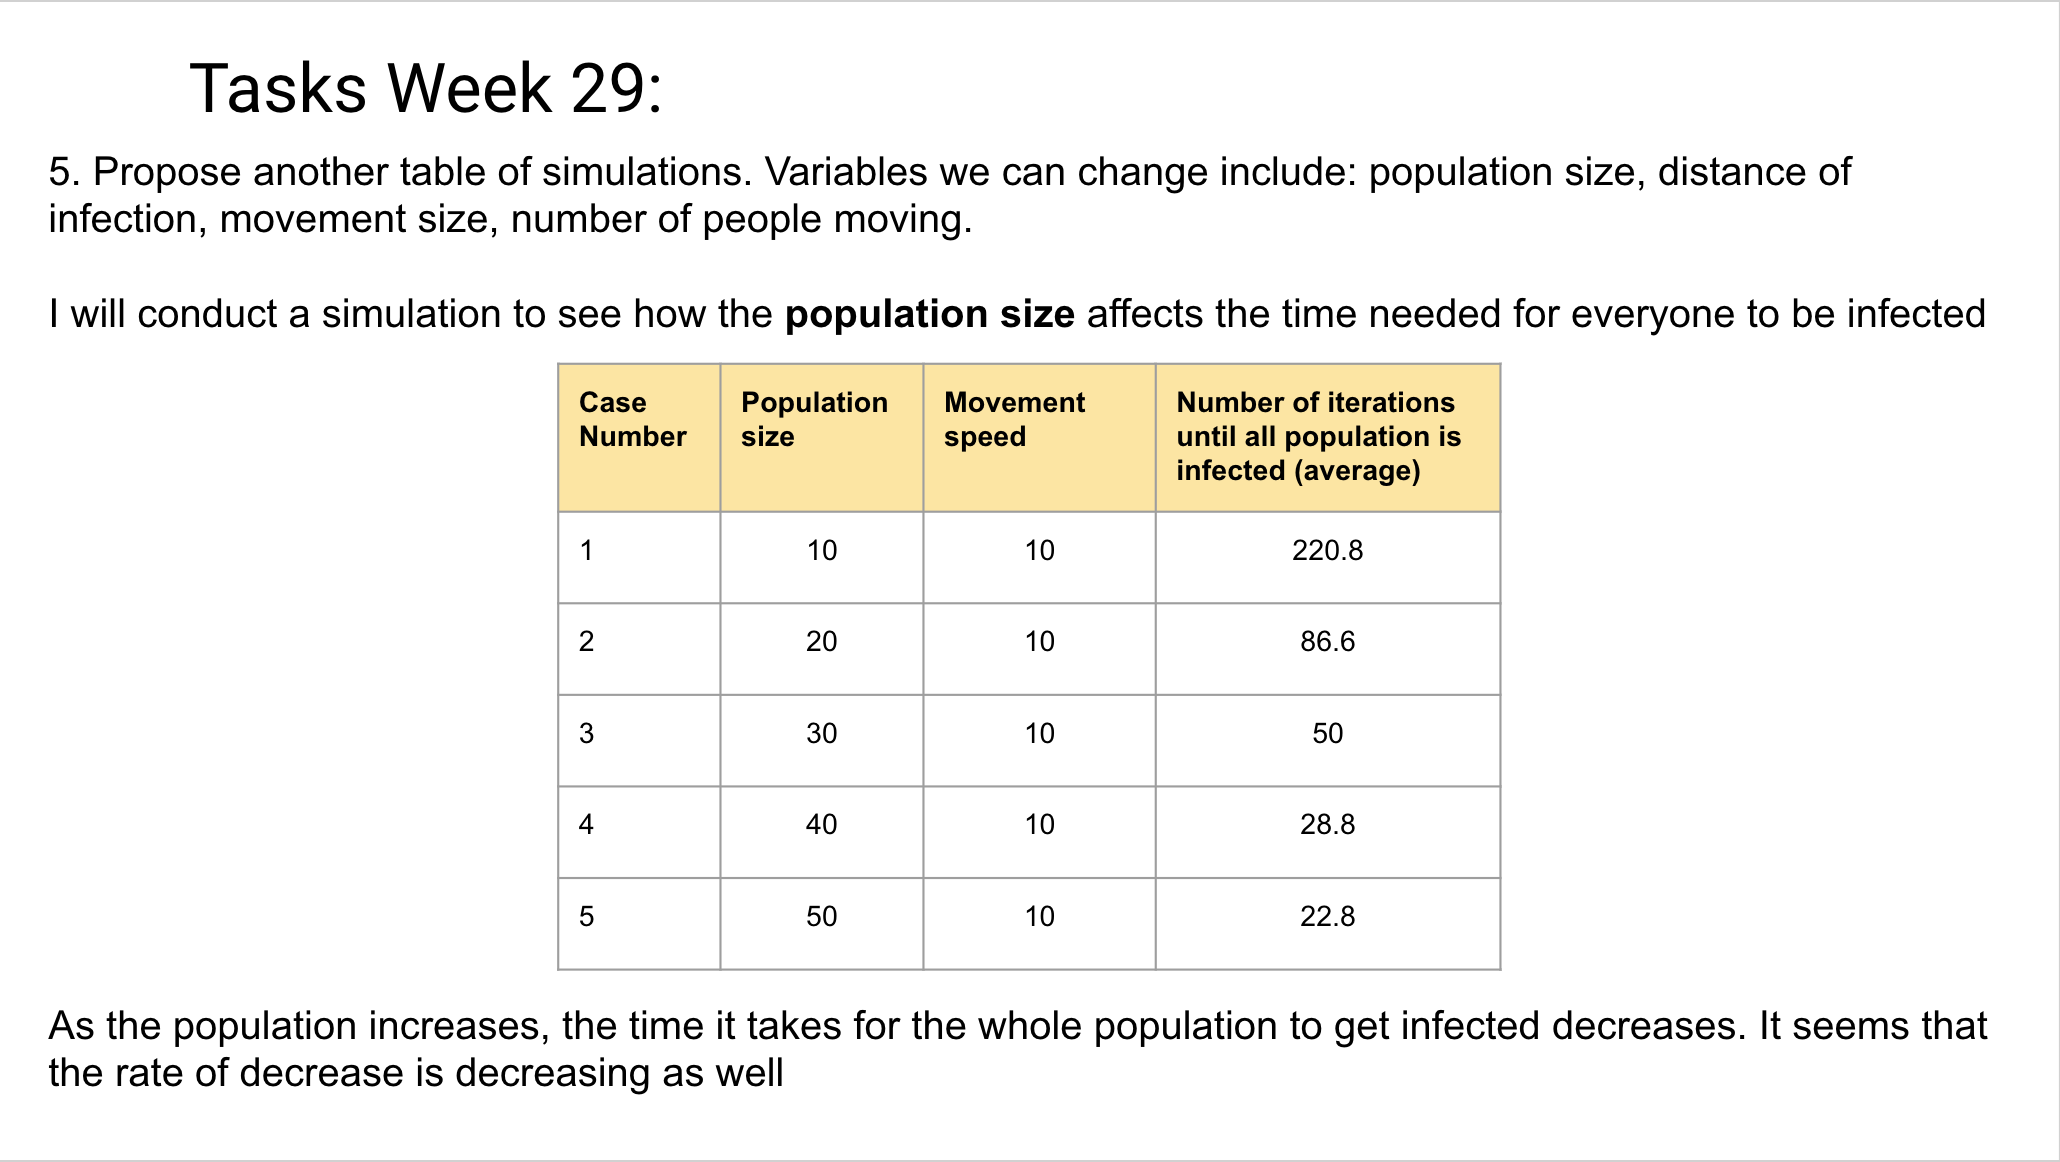 Tasks Week 29:
5. Propose another table of simulations. Variables we can change include: population size, distance of
infection, movement size, number of people moving.
I will conduct a simulation to see how the population size affects the time needed for everyone to be infected
Case Number | Population size | Movement speed | Number of iterations until all population is infected (average)
1 | 10 | 10 | 220.8
2 | 20 | 10 | 86.6
3 | 30 | 10 | 50
4 | 40 | 10 | 28.8
5 | 50 | 10 | 22.8
As the population increases, the time it takes for the whole population to get infected decreases. It seems that
the rate of decrease is decreasing as well